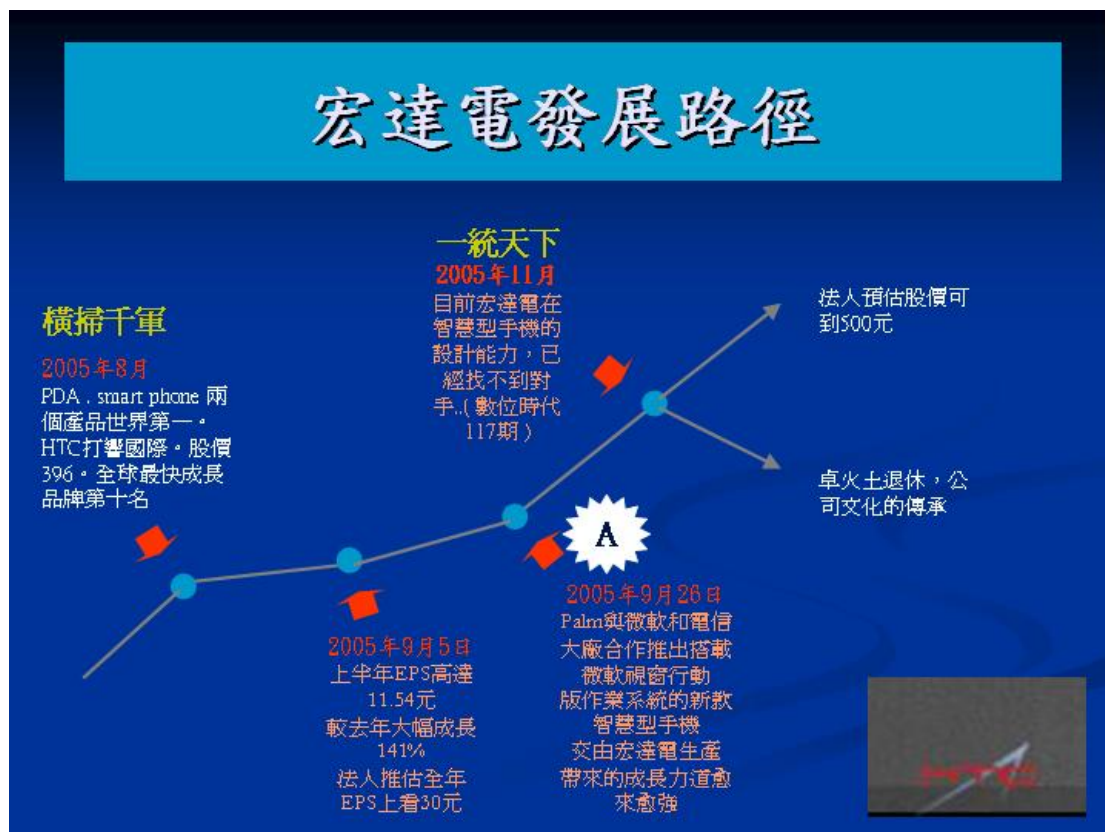 宏達電發展路徑
一統天下
2005年11月
目前宏達電在
智慧型手機的
設計能力，已
經找不到對
手..( 數位時代
117期 )
橫掃千軍
2005年8月
PDA . smart phone 兩
個產品世界第一。
HTC打響國際。股價
396。全球最快成長
品牌第十名
法人預估股價可
到500元
卓火土退休，公
司文化的傳承
A
2005年9月5日
上半年EPS高達
11.54元
較去年大幅成長
141%
法人推估全年
EPS上看30元
2005年9月26日
Palm與微軟和電信
大廠合作推出搭載
微軟視窗行動
版作業系統的新款
智慧型手機
交由宏達電生產
帶來的成長力道愈
來愈強